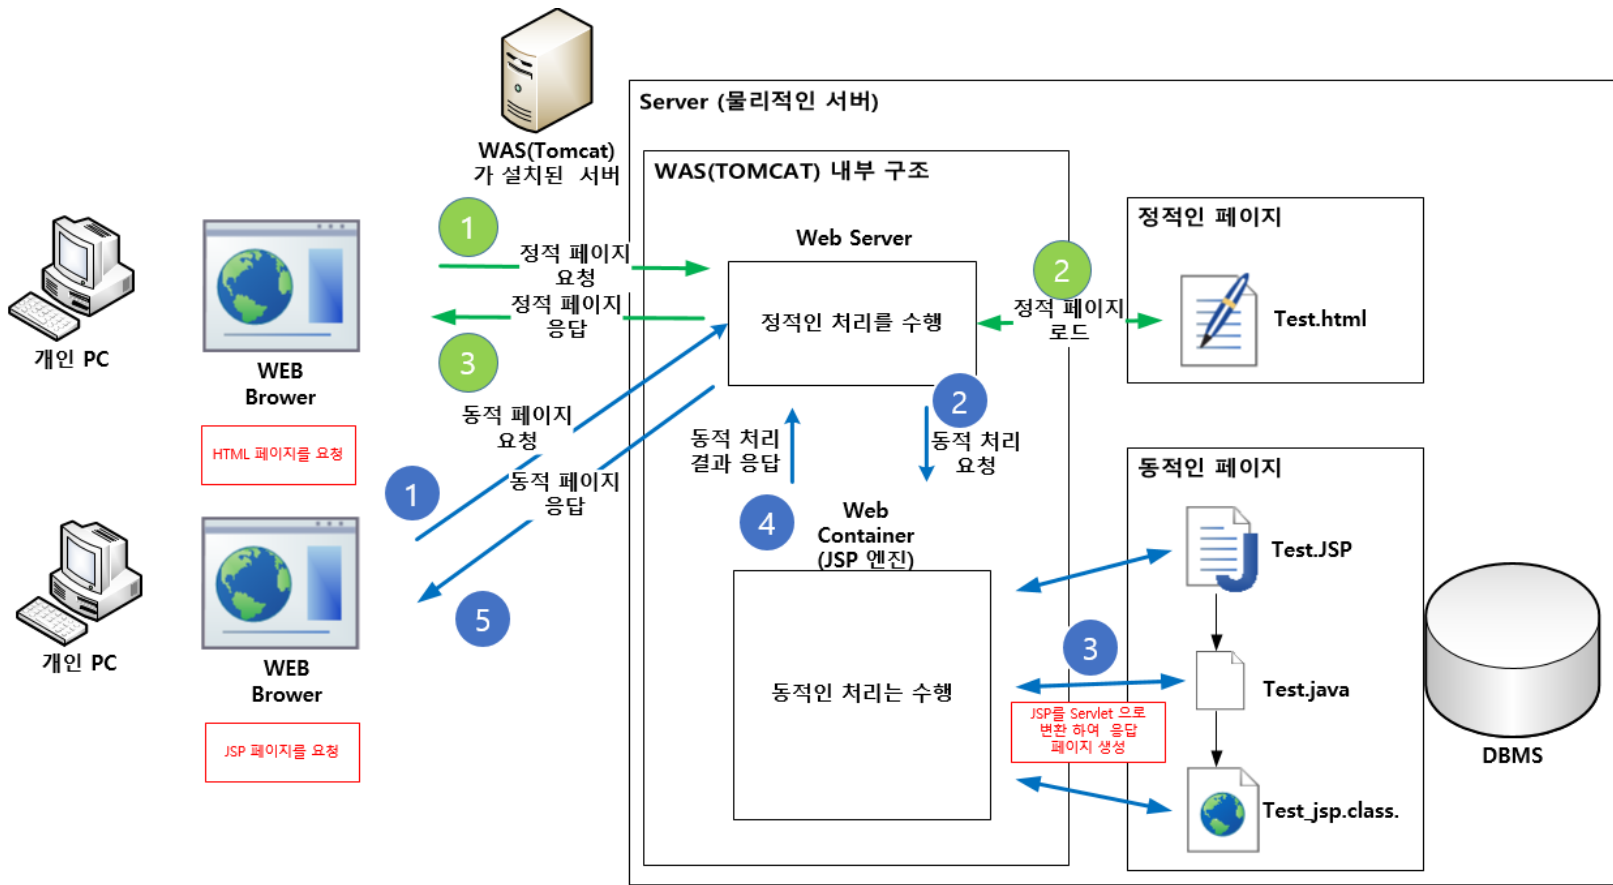 Server (물리적인 서버)
WAS(Tomcat)
가 설치된 서버
WAS(TOMCAT) 내부 구조
정적인 페이지
1
Web Server
정적 페이지
요청
2
정적 페이지
응답
정적인 처리를 수행
정적 페이지
로드
Test.html
개인 PC
WEB
Brower
3
HTML 페이지를 요청
동적 페이지
요청
2
동적 처리
결과 응답
동적 처리
요청
동적인 페이지
1
동적 페이지
응답
4
Web
Container
(JSP 엔진)
Test.JSP
5
개인 PC
WEB
Brower
3
동적인 처리는 수행
Test.java
JSP를 Servlet 으로
변환 하여 응답
페이지 생성
JSP 페이지를 요청
DBMS
Test_jsp.class.